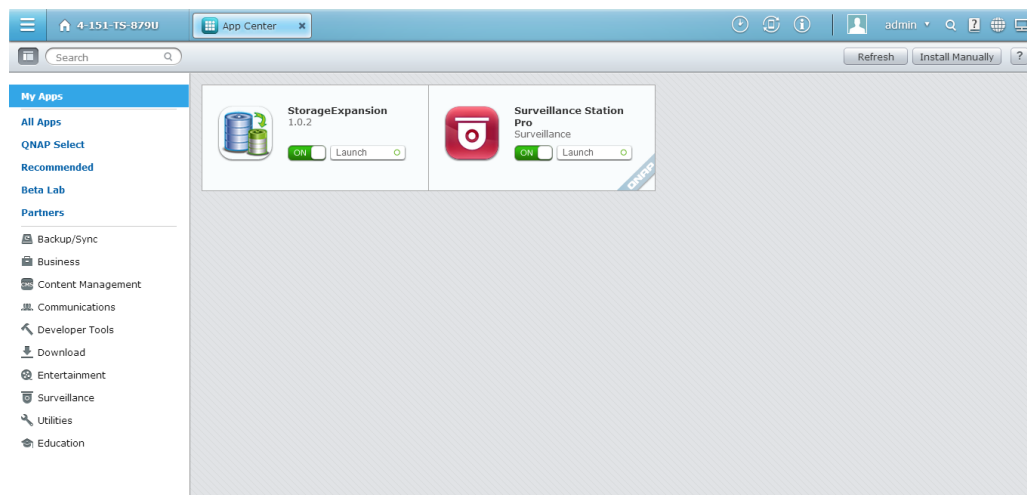 4-151-TS-879U
App Center
admin
Search
Refresh
Install Manually
?
My Apps
All Apps
QNAP Select
Recommended
Beta Lab
Partners
Backup/Sync
Business
CMS Content Management
Communications
Developer Tools
Download
Entertainment
Surveillance
Utilities
Education
StorageExpansion
1.0.2
ON Launch
Surveillance Station
Pro
Surveillance
ON Launch
QNAP